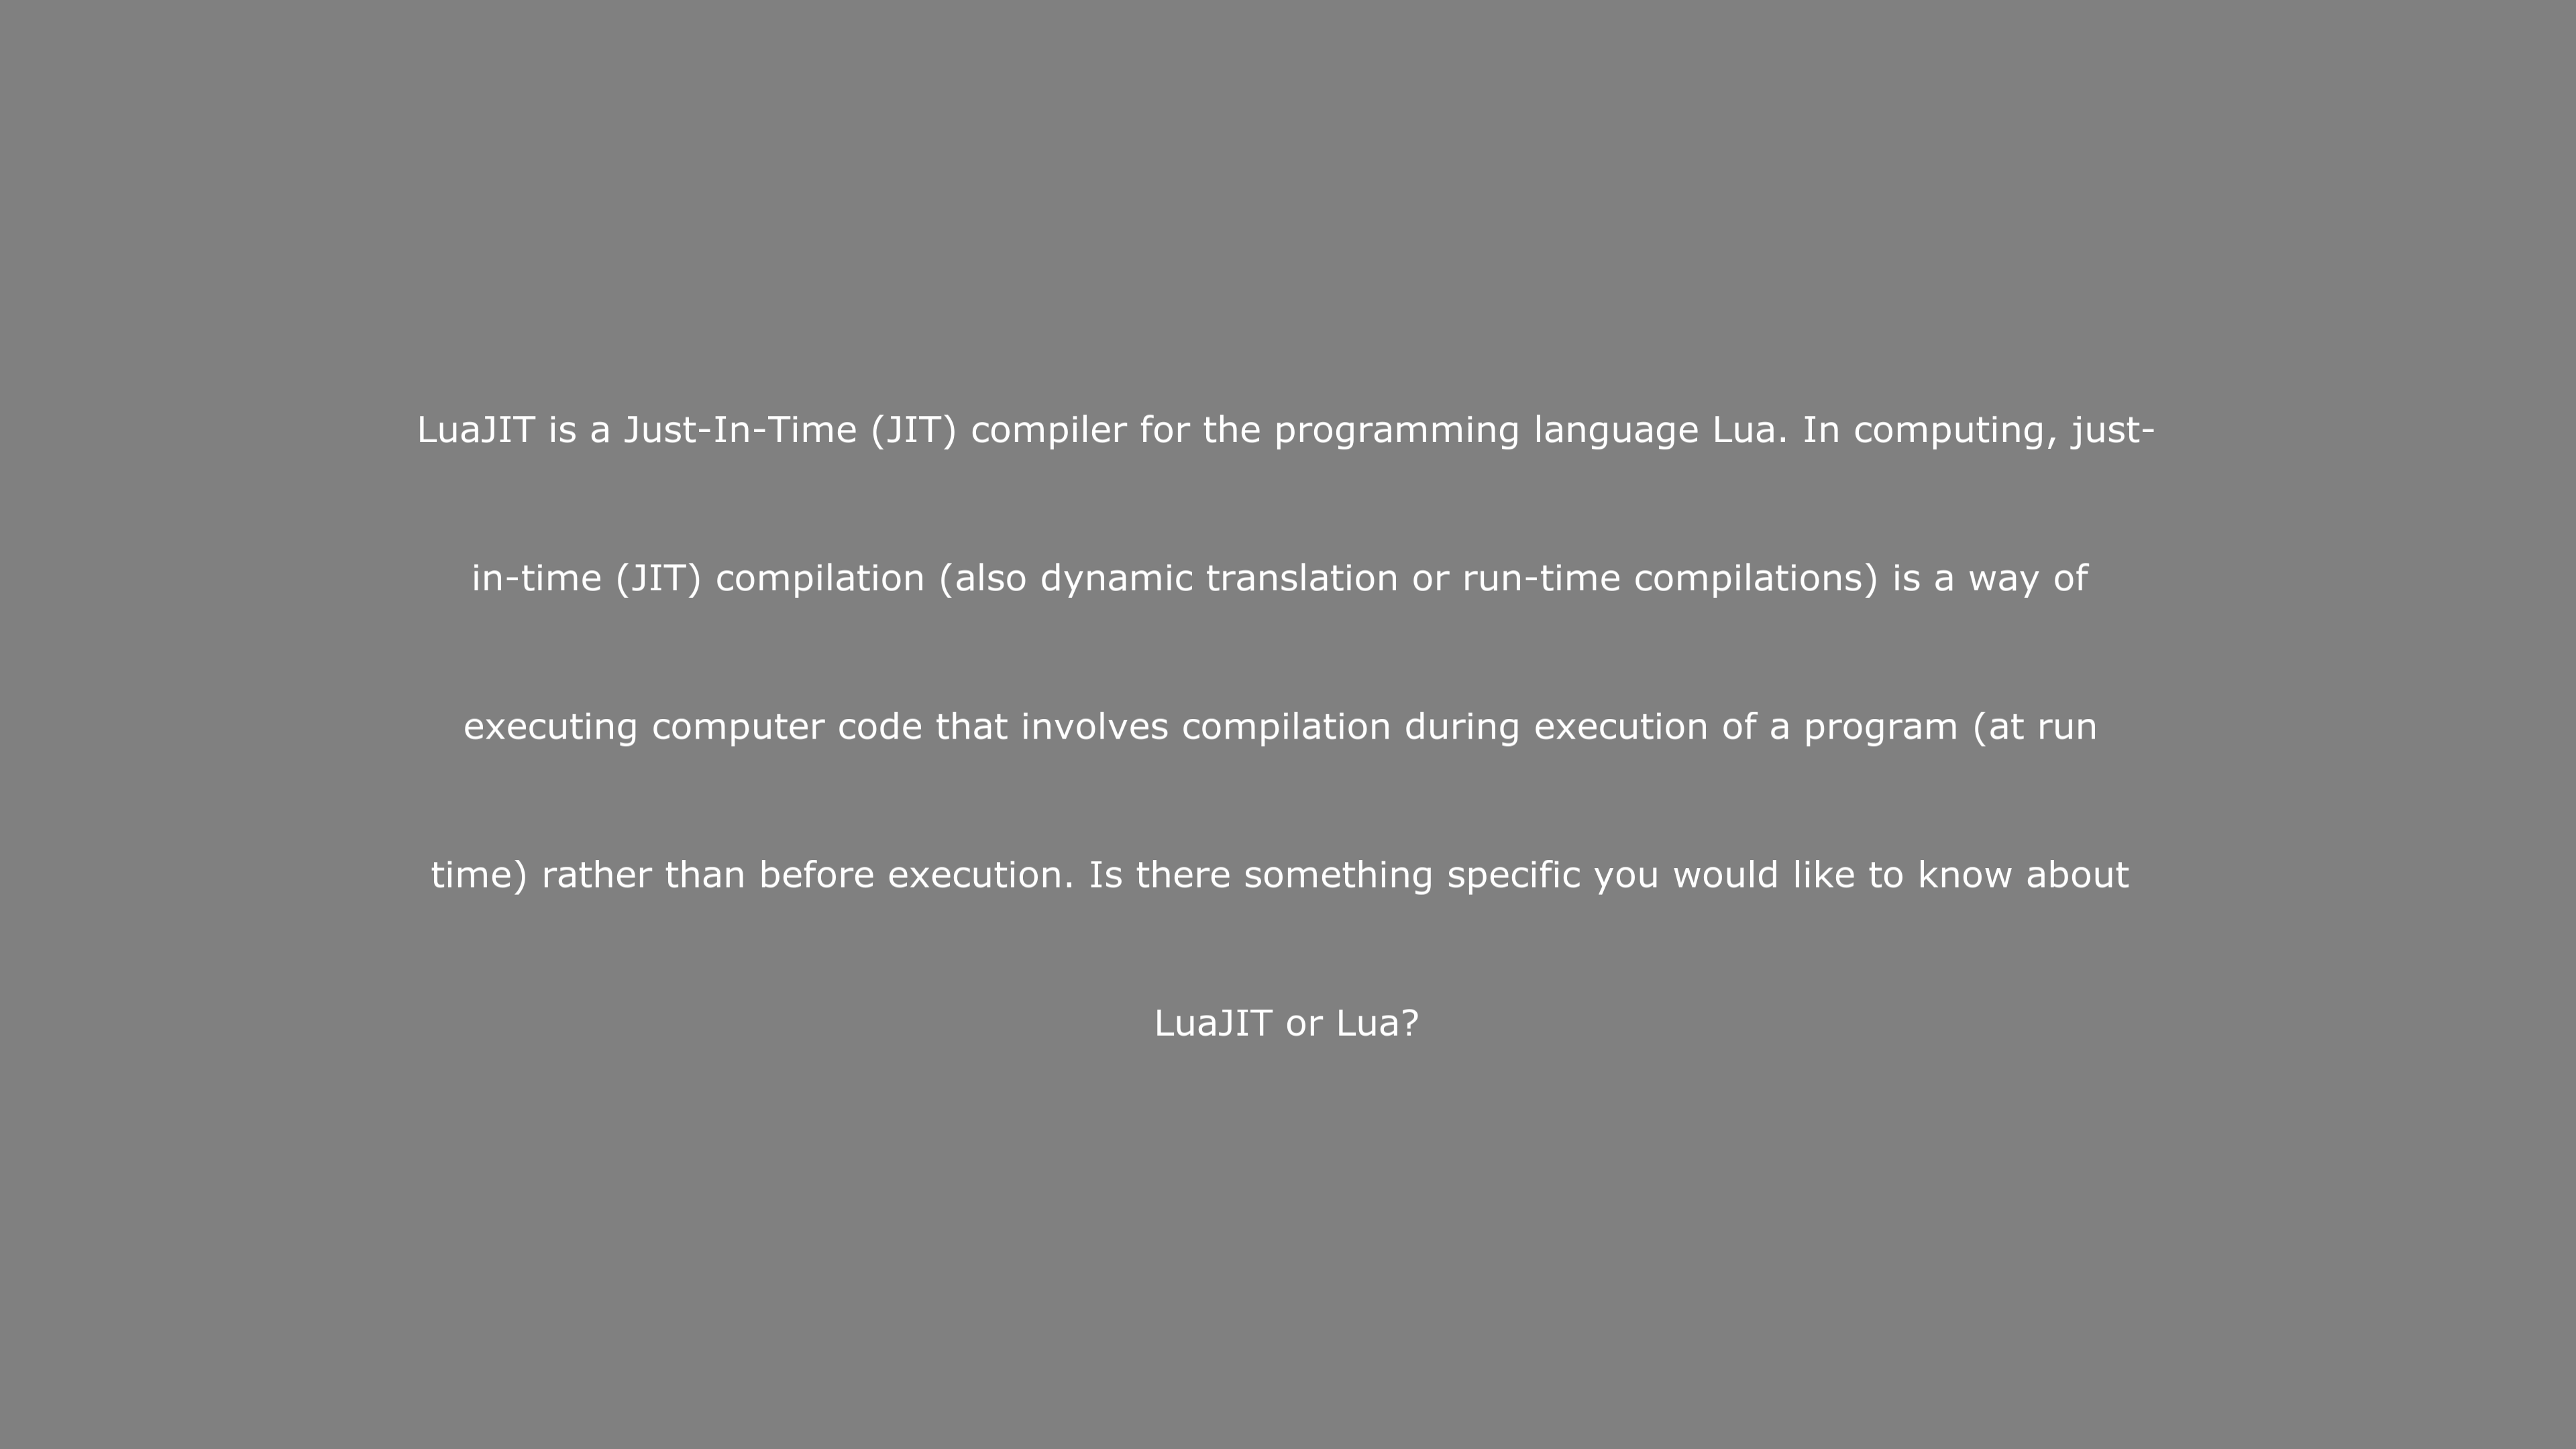 LuaJIT is a Just-In-Time (JIT) compiler for the programming language Lua. In computing, just-
in-time (JIT) compilation (also dynamic translation or run-time compilations) is a way of
executing computer code that involves compilation during execution of a program (at run
time) rather than before execution. Is there something specific you would like to know about
LuaJIT or Lua?